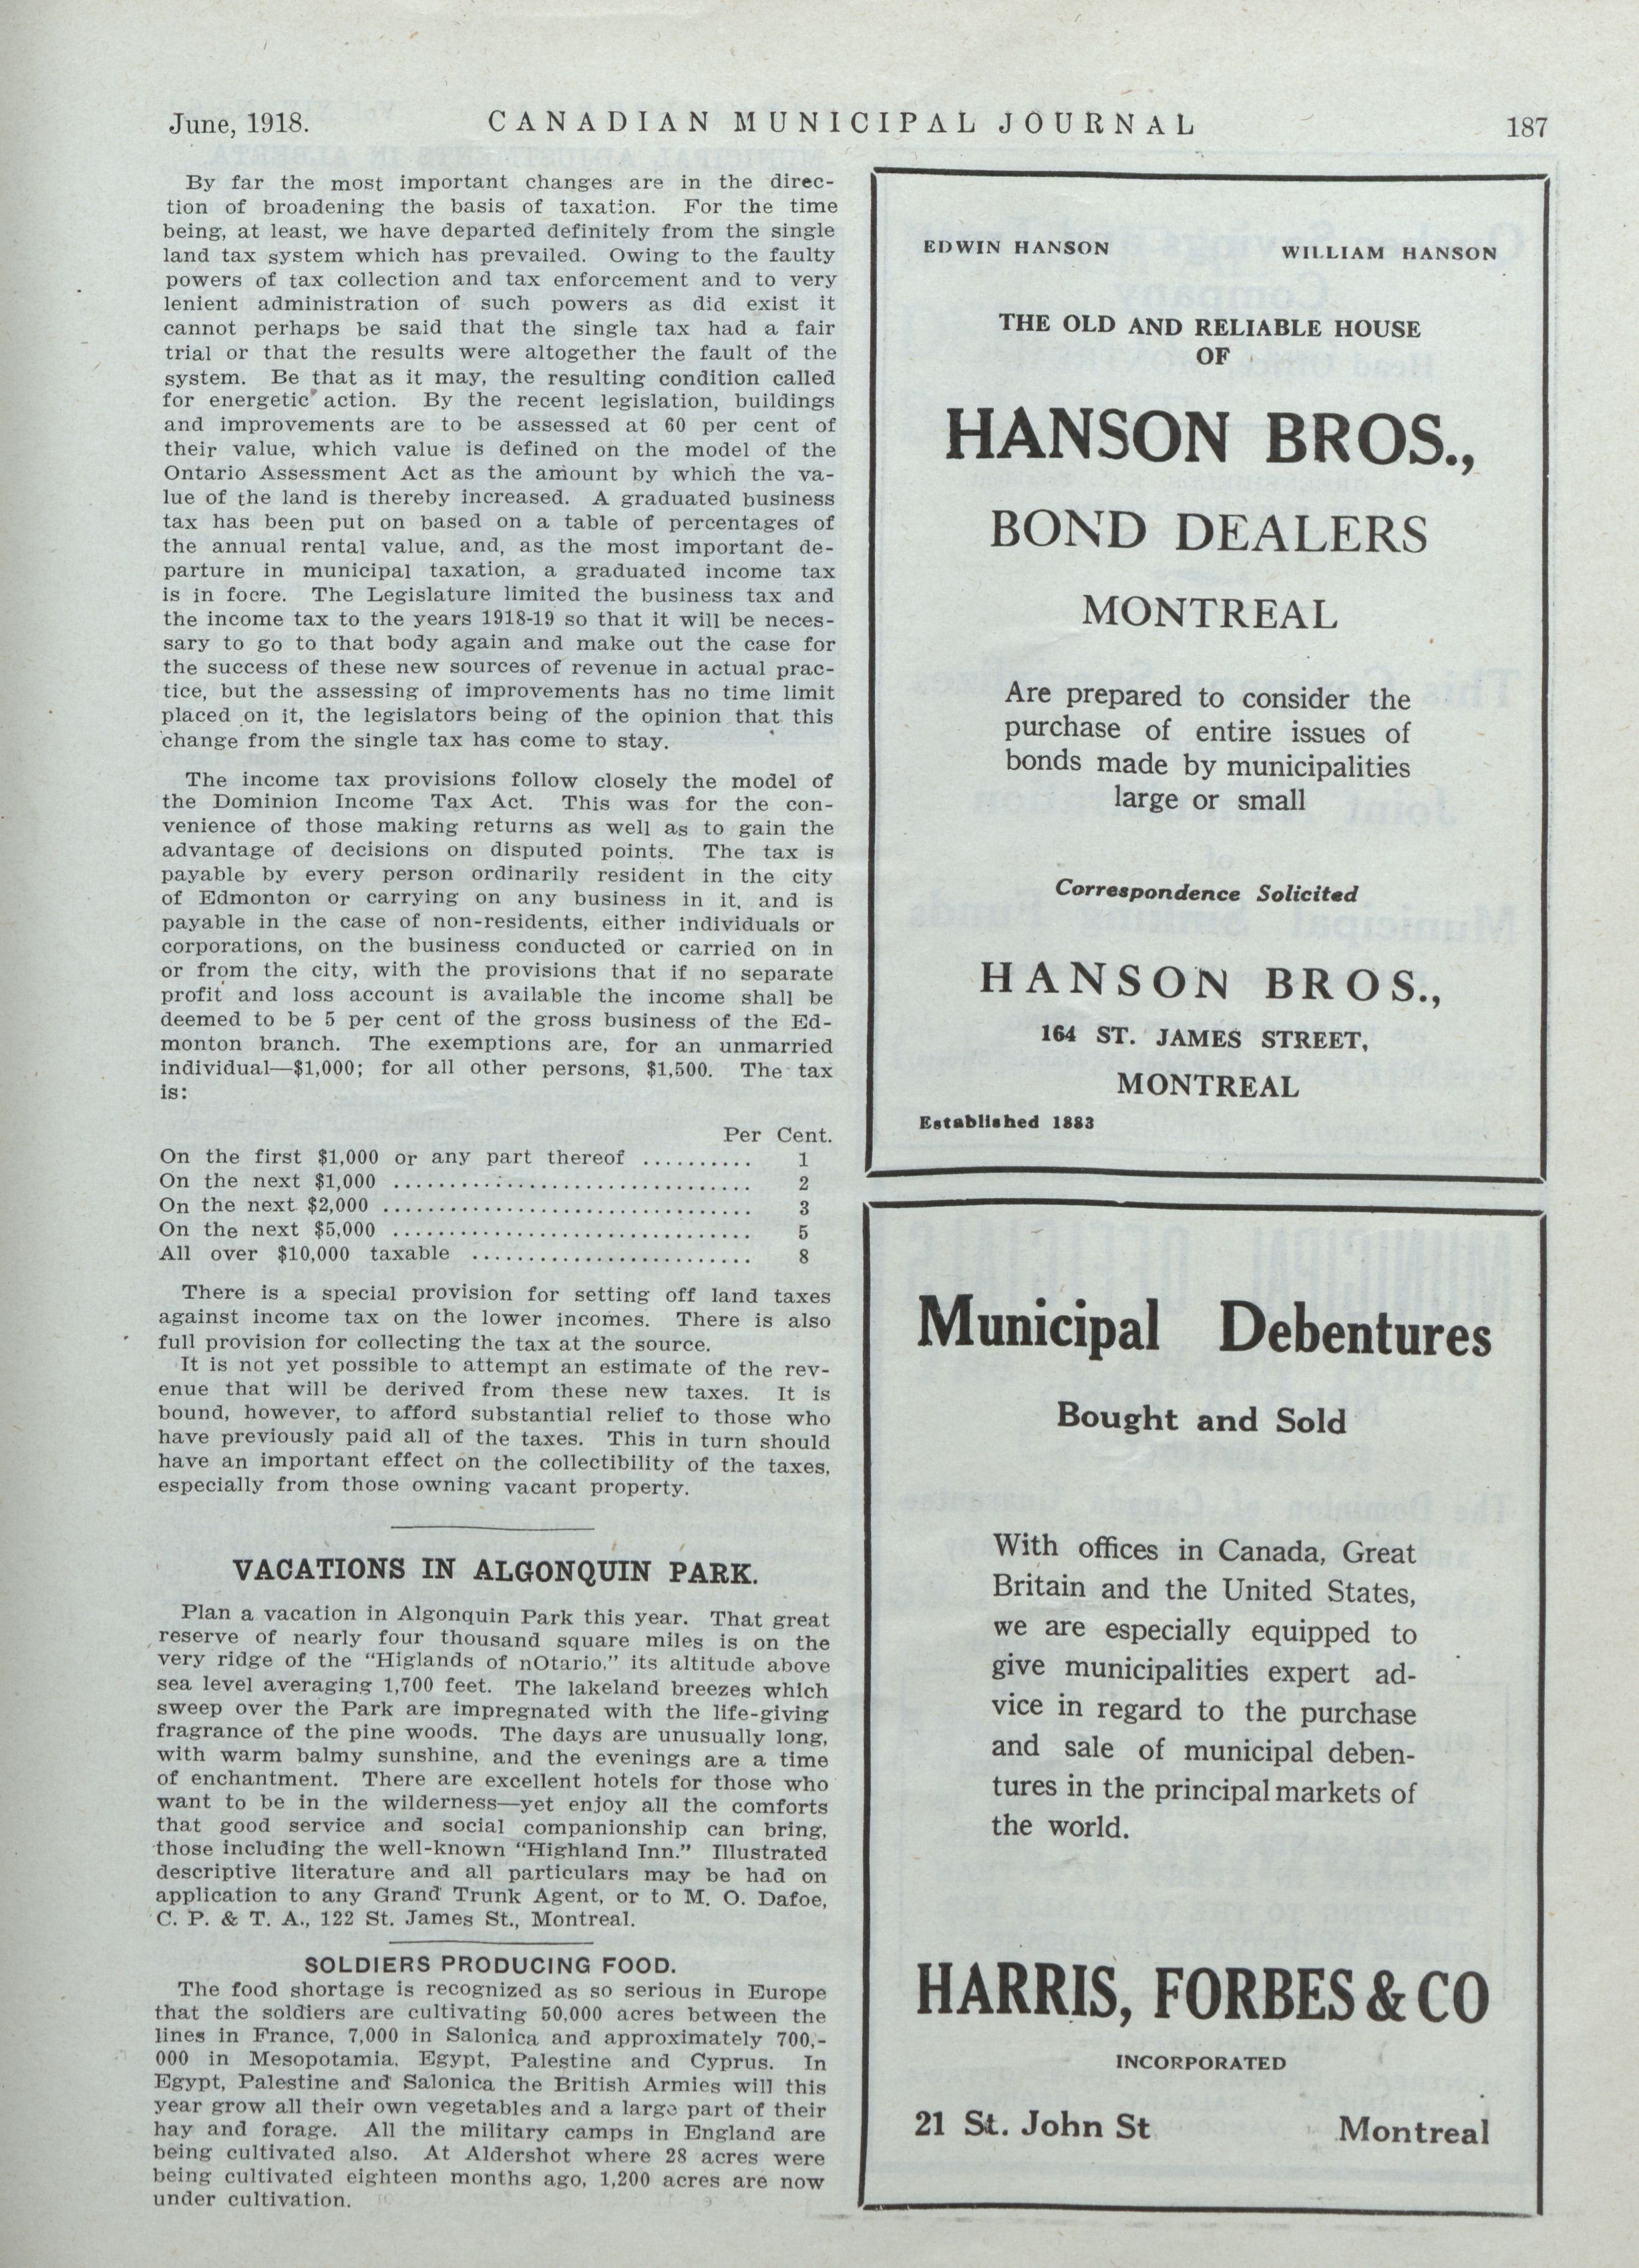 June, 1918.
CANADIAN MUNICIPAL JOURNAL
187
By far the most important changes are in the direc-
tion of broadening the basis of taxation. For the time
being, at least, we have departed definitely from the single
land tax system which has prevailed. Owing to the faulty
powers of tax collection and tax enforcement and to very
lenient administration of such powers as did exist it
cannot perhaps be said that the single tax had a fair
trial or that the results were altogether the fault of the
system. Be that as it may, the resulting condition called
for energetic action. By the recent legislation, buildings
and improvements are to be assessed at 60 per cent of
their value, which value is defined on the model of the
Ontario Assessment Act as the amount by which the va-
lue of the land is thereby increased. A graduated business
tax has been put on based on a table of percentages of
the annual rental value, and, as the most important de-
parture in municipal taxation, a graduated income tax
is in focre. The Legislature limited the business tax and
the income tax to the years 1918-19 so that it will be neces-
sary to go to that body again and make out the case for
the success of these new sources of revenue in actual prac-
tice, but the assessing of improvements has no time limit
placed on it, the legislators being of the opinion that this
change from the single tax has come to stay.
The income tax provisions follow closely the model of
the Dominion Income Tax Act. This was for the con-
venience of those making returns as well as to gain the
advantage of decisions on disputed points. The tax is
payable by every person ordinarily resident in the city
of Edmonton or carrying on any business in it, and is
payable in the case of non-residents, either individuals or
corporations, on the business conducted or carried on in
or from the city, with the provisions that if no separate
profit and loss account is available the income shall be
deemed to be 5 per cent of the gross business of the Ed-
monton branch. The exemptions are, for an unmarried
individual—$1,000; for all other persons, $1,500. The tax
is:
Per Cent.
On the first $1,000 or any part thereof .......... 1
On the next $1,000 ................................ 2
On the next $2,000 ................................. 3
On the next $5,000 ................................ 5
All over $10,000 taxable ......................... 8
There is a special provision for setting off land taxes
against income tax on the lower incomes. There is also
full provision for collecting the tax at the source.
It is not yet possible to attempt an estimate of the rev-
enue that will be derived from these new taxes. It is
bound, however, to afford substantial relief to those who
have previously paid all of the taxes. This in turn should
have an important effect on the collectibility of the taxes,
especially from those owning vacant property.
VACATIONS IN ALGONQUIN PARK.
Plan a vacation in Algonquin Park this year. That great
reserve of nearly four thousand square miles is on the
very ridge of the "Higlands of nOtario," its altitude above
sea level averaging 1,700 feet. The lakeland breezes which
sweep over the Park are impregnated with the life-giving
fragrance of the pine woods. The days are unusually long,
with warm balmy sunshine, and the evenings are a time
of enchantment. There are excellent hotels for those who
want to be in the wilderness—yet enjoy all the comforts
that good service and social companionship can bring,
those including the well-known "Highland Inn." Illustrated
descriptive literature and all particulars may be had on
application to any Grand Trunk Agent, or to M. O. Dafoe,
C. P. & T. A., 122 St. James St., Montreal.
SOLDIERS PRODUCING FOOD.
The food shortage is recognized as so serious in Europe
that the soldiers are cultivating 50,000 acres between the
lines in France, 7,000 in Salonica and approximately 700,-
000 in Mesopotamia, Egypt, Palestine and Cyprus. In
Egypt, Palestine and Salonica the British Armies will this
year grow all their own vegetables and a large part of their
hay and forage. All the military camps in England are
being cultivated also. At Aldershot where 28 acres were
being cultivated eighteen months ago, 1,200 acres are now
under cultivation.
EDWIN HANSON
WILLIAM HANSON
THE OLD AND RELIABLE HOUSE
OF
HANSON BROS.,
BOND DEALERS
MONTREAL
Are prepared to consider the
purchase of entire issues of
bonds made by municipalities
large or small
Correspondence Solicited
HANSON BROS.,
164 ST. JAMES STREET,
MONTREAL
Established 1883
Municipal Debentures
Bought and Sold
With offices in Canada, Great
Britain and the United States,
we are especially equipped to
give municipalities expert ad-
vice in regard to the purchase
and sale of municipal deben-
tures in the principal markets of
the world.
HARRIS, FORBES & CO
INCORPORATED
21 St. John St
Montreal